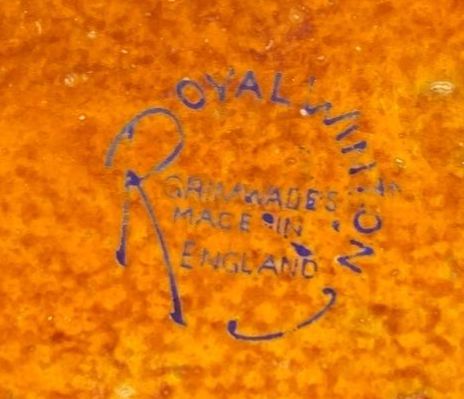 ROYAL WINTON
GRIMWADES
MADE IN
ENGLAND